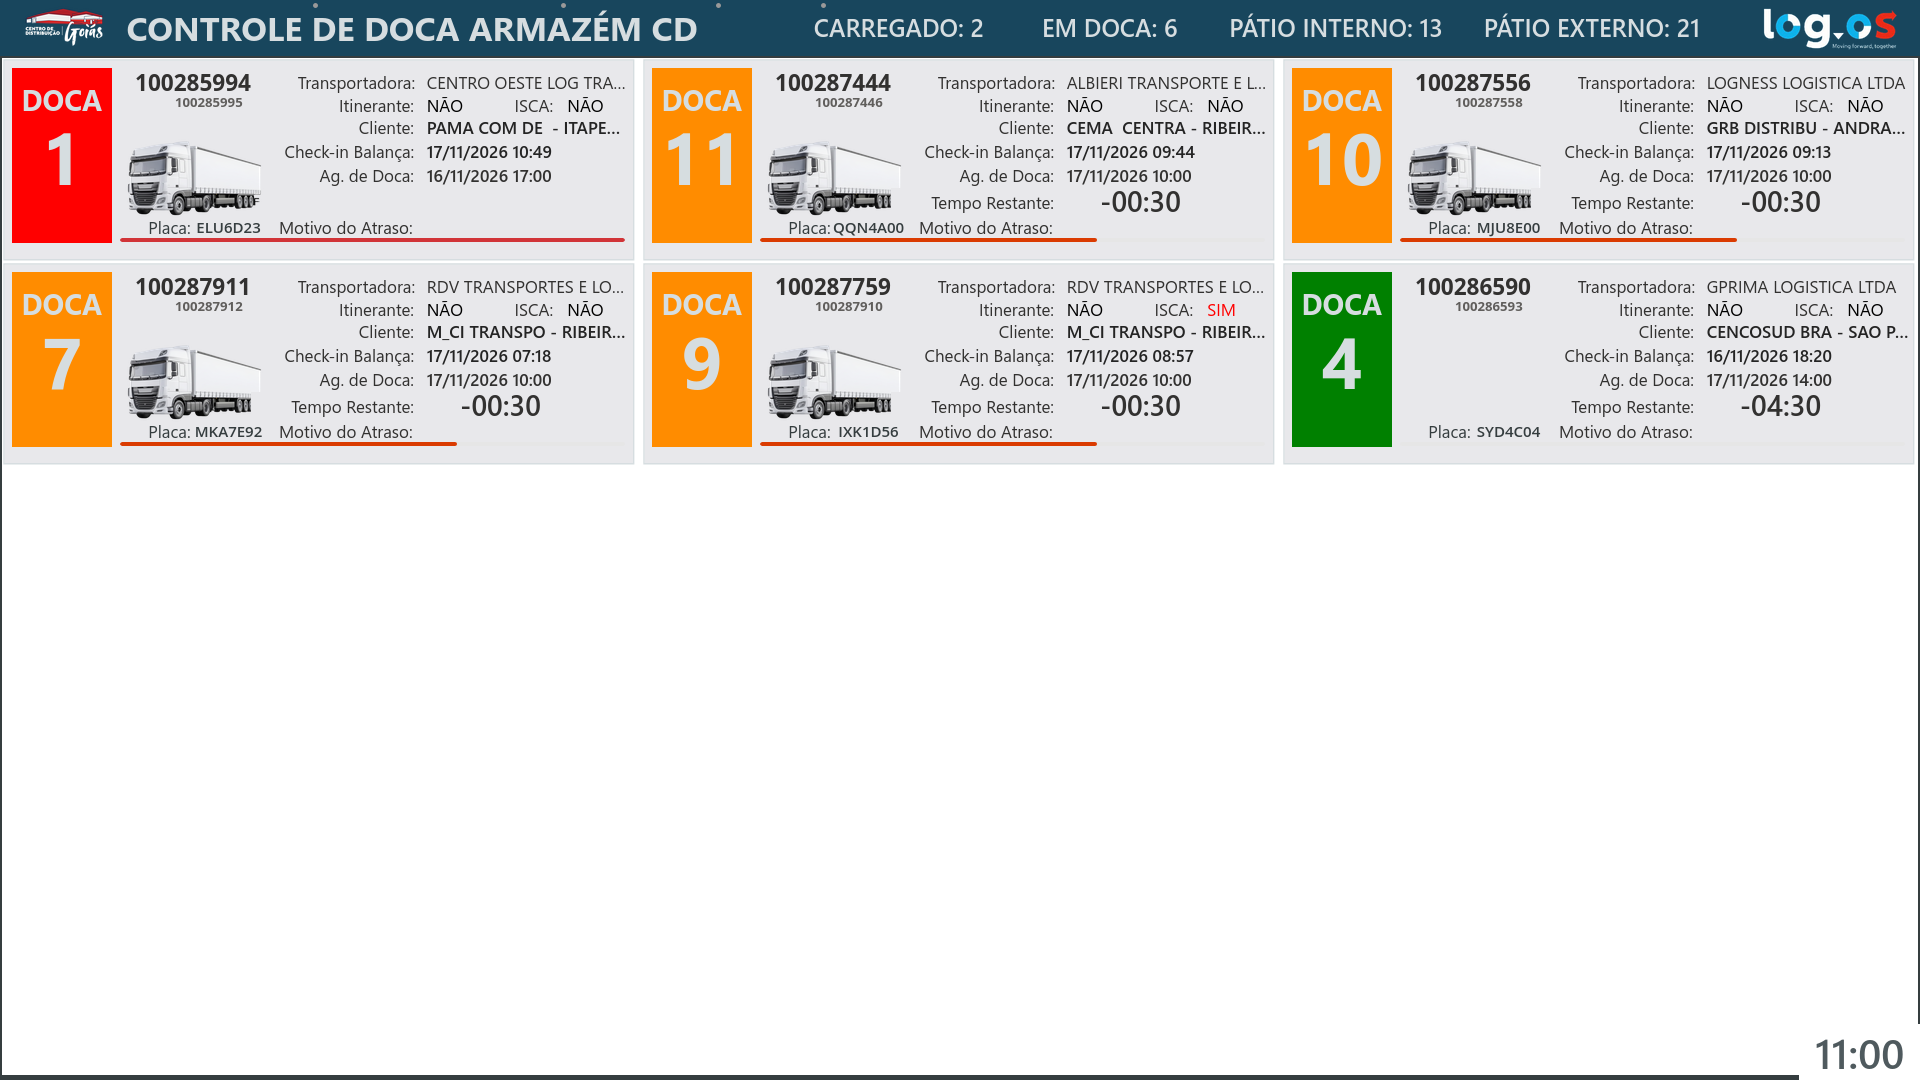 CENTRO DE DISTRIBUIÇÃO Goiás
CONTROLE DE DOCA ARMAZÉM CD
CARREGADO: 2
EM DOCA: 6
PÁTIO INTERNO: 13
PÁTIO EXTERNO: 21
log.os
Moving forward, together
DOCA
1
100285994
100285995
Transportadora: CENTRO OESTE LOG TRA...
Itinerante: NÃO ISCA: NÃO
Cliente: PAMA COM DE - ITAPE...
Check-in Balança: 17/11/2026 10:49
Ag. de Doca: 16/11/2026 17:00
Placa: ELU6D23 Motivo do Atraso:
DOCA
11
100287444
100287446
Transportadora: ALBIERI TRANSPORTE E L...
Itinerante: NÃO ISCA: NÃO
Cliente: CEMA CENTRA - RIBEIR...
Check-in Balança: 17/11/2026 09:44
Ag. de Doca: 17/11/2026 10:00
Tempo Restante: -00:30
Placa: QQN4A00 Motivo do Atraso:
DOCA
10
100287556
100287558
Transportadora: LOGNESS LOGISTICA LTDA
Itinerante: NÃO ISCA: NÃO
Cliente: GRB DISTRIBU - ANDRA...
Check-in Balança: 17/11/2026 09:13
Ag. de Doca: 17/11/2026 10:00
Tempo Restante: -00:30
Placa: MJU8E00 Motivo do Atraso:
DOCA
7
100287911
100287912
Transportadora: RDV TRANSPORTES E LO...
Itinerante: NÃO ISCA: NÃO
Cliente: M_CI TRANSPO - RIBEIR...
Check-in Balança: 17/11/2026 07:18
Ag. de Doca: 17/11/2026 10:00
Tempo Restante: -00:30
Placa: MKA7E92 Motivo do Atraso:
DOCA
9
100287759
100287910
Transportadora: RDV TRANSPORTES E LO...
Itinerante: NÃO ISCA: SIM
Cliente: M_CI TRANSPO - RIBEIR...
Check-in Balança: 17/11/2026 08:57
Ag. de Doca: 17/11/2026 10:00
Tempo Restante: -00:30
Placa: IXK1D56 Motivo do Atraso:
DOCA
4
100286590
100286593
Transportadora: GPRIMA LOGISTICA LTDA
Itinerante: NÃO ISCA: NÃO
Cliente: CENCOSUD BRA - SAO P...
Check-in Balança: 16/11/2026 18:20
Ag. de Doca: 17/11/2026 14:00
Tempo Restante: -04:30
Placa: SYD4C04 Motivo do Atraso:
11:00